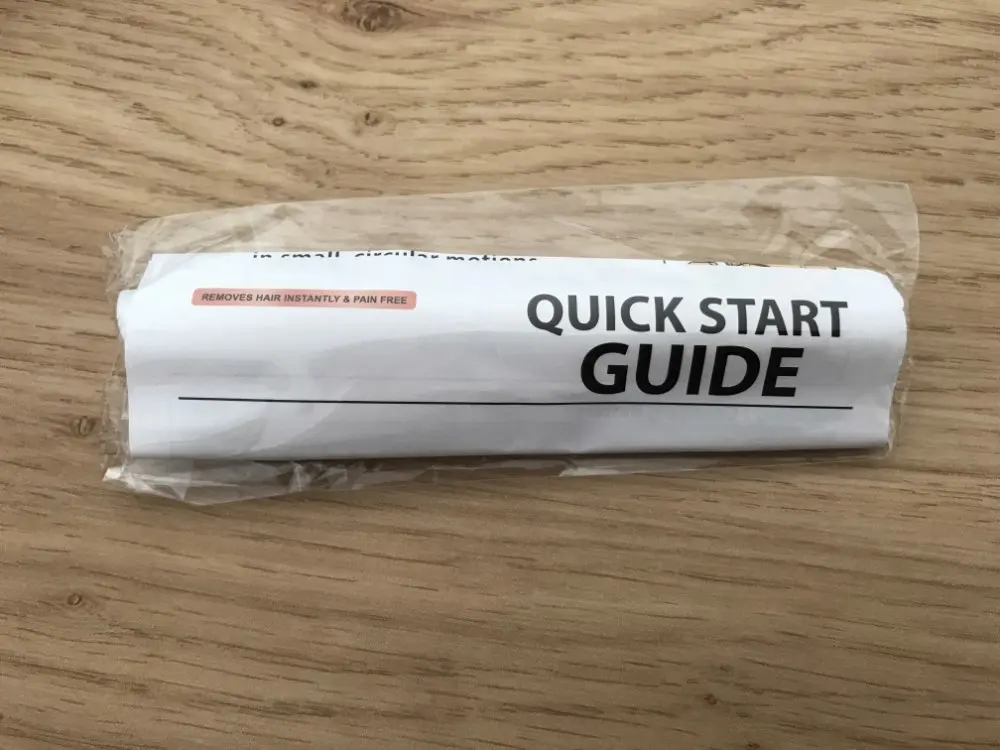 in small, circular motions
REMOVES HAIR INSTANTLY & PAIN FREE
QUICK START
GUIDE